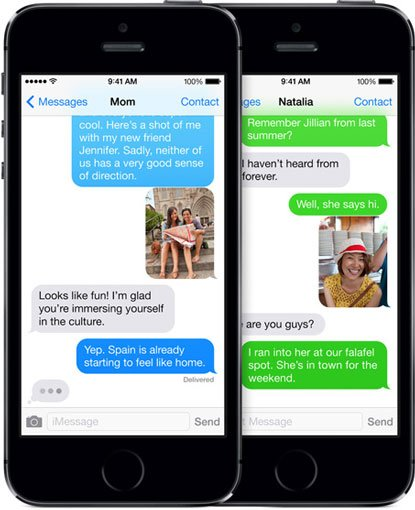 9:41 AM 100%
Messages Mom Contact
cool. Here's a shot of me
with my new friend
Jennifer. Sadly, neither of
us has a very good sense
of direction.
Looks like fun! I'm glad
you're immersing yourself
in the culture.
Yep. Spain is already
starting to feel like home.
Delivered
iMessage Send
9:41 AM 100%
ges Natalia Contact
Remember Jillian from last
summer?
haven't heard from
forever.
Well, she says hi.
are you guys?
I ran into her at our falafel
spot. She's in town for the
weekend.
t Message Send